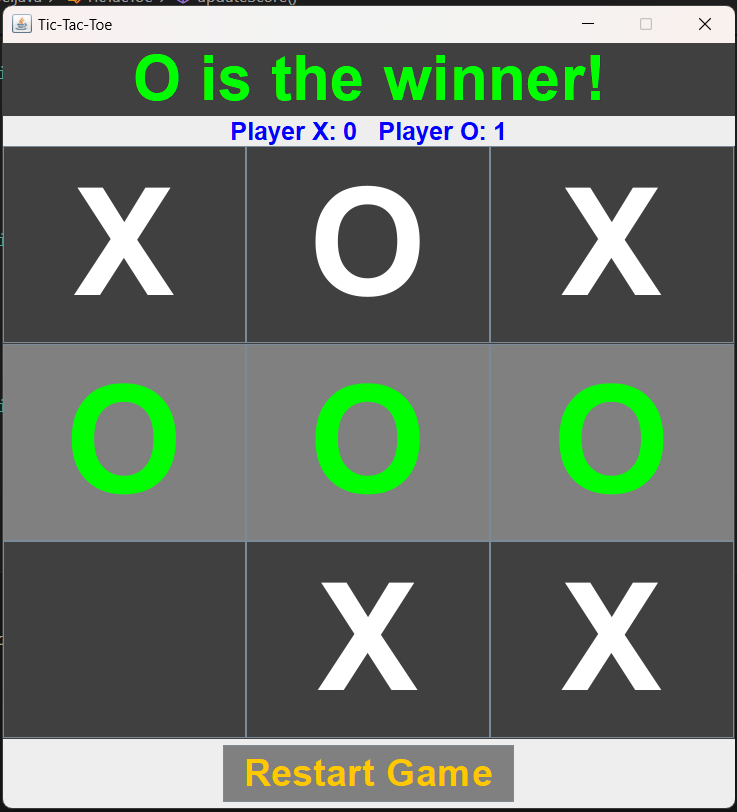 Tic-Tac-Toe
O is the winner!
Player X: 0 Player O: 1
X O X
O O O
X X
Restart Game